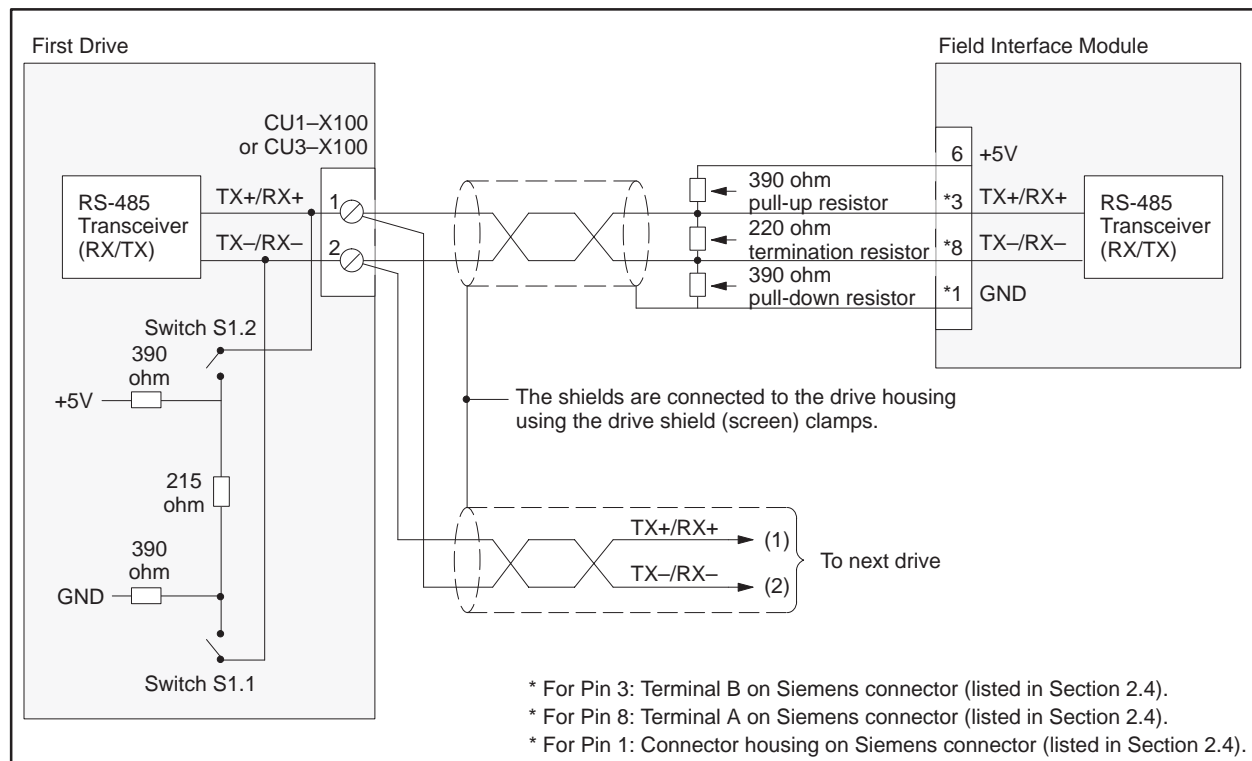 First Drive
Field Interface Module
CU1–X100
or CU3–X100
6
+5V
390 ohm
pull-up resistor
RS-485
Transceiver
(RX/TX)
TX+/RX+
1
*3
TX+/RX+
RS-485
Transceiver
(RX/TX)
220 ohm
termination resistor
TX–/RX–
2
*8
TX–/RX–
390 ohm
pull-down resistor
*1
GND
Switch S1.2
390
ohm
+5V
The shields are connected to the drive housing
using the drive shield (screen) clamps.
215
ohm
TX+/RX+
(1)
To next drive
390
ohm
TX–/RX–
(2)
GND
Switch S1.1
* For Pin 3: Terminal B on Siemens connector (listed in Section 2.4).
* For Pin 8: Terminal A on Siemens connector (listed in Section 2.4).
* For Pin 1: Connector housing on Siemens connector (listed in Section 2.4).